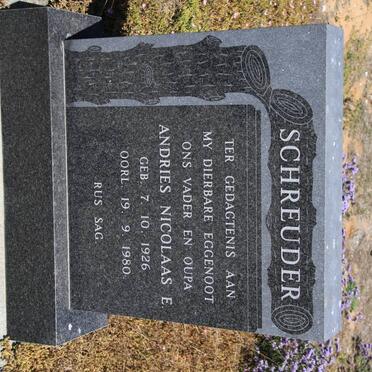 SCHREUDER
TER GEDAGTENIS AAN
MY DIERBARE EGGENOOT
ONS VADER EN OUPA
ANDRIES NICOLAAS E.
GEB. 7. 10. 1926.
OORL. 19. 9. 1980.
RUS SAG.